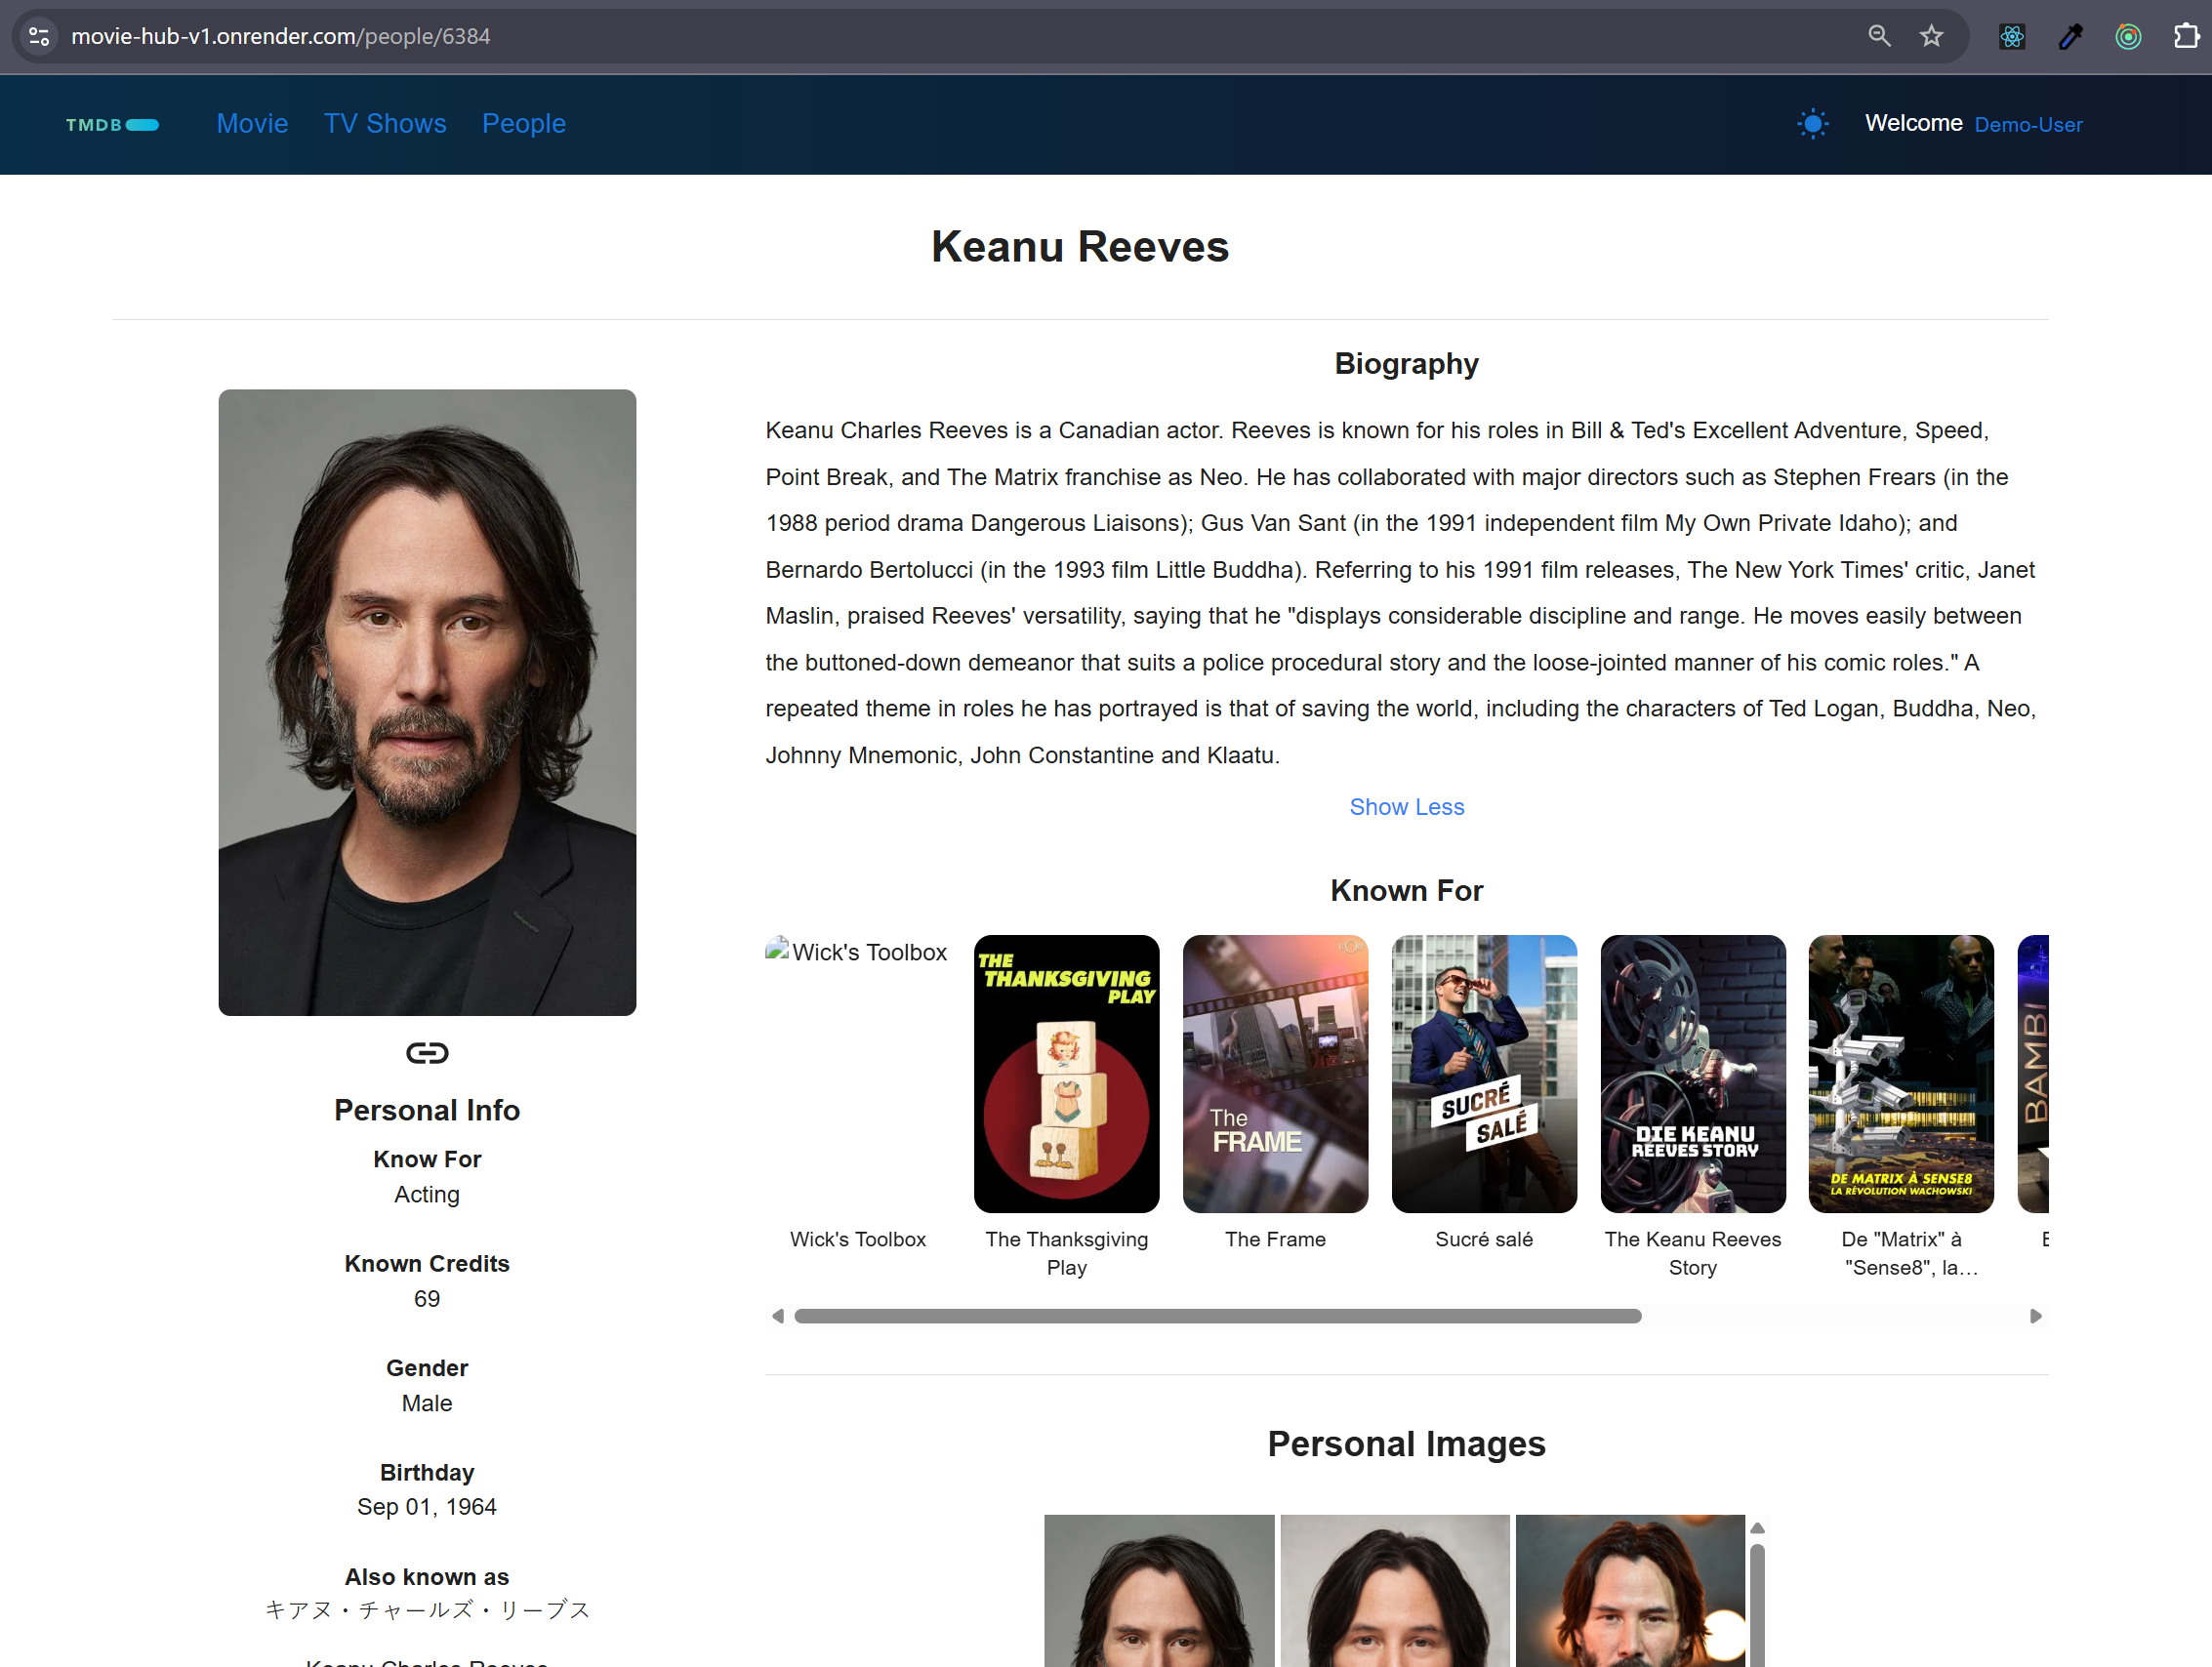 movie-hub-v1.onrender.com/people/6384
TMDB
Movie
TV Shows
People
Welcome Demo-User
Keanu Reeves
Biography
Keanu Charles Reeves is a Canadian actor. Reeves is known for his roles in Bill & Ted's Excellent Adventure, Speed,
Point Break, and The Matrix franchise as Neo. He has collaborated with major directors such as Stephen Frears (in the
1988 period drama Dangerous Liaisons); Gus Van Sant (in the 1991 independent film My Own Private Idaho); and
Bernardo Bertolucci (in the 1993 film Little Buddha). Referring to his 1991 film releases, The New York Times' critic, Janet
Maslin, praised Reeves' versatility, saying that he "displays considerable discipline and range. He moves easily between
the buttoned-down demeanor that suits a police procedural story and the loose-jointed manner of his comic roles." A
repeated theme in roles he has portrayed is that of saving the world, including the characters of Ted Logan, Buddha, Neo,
Johnny Mnemonic, John Constantine and Klaatu.
Show Less
Known For
Wick's Toolbox
THE
THANKSGIVING
PLAY
The
FRAME
SUCRÉ
SALÉ
DIE KEANU
REEVES STORY
DE MATRIX À SENSE8
LA RÉVOLUTION WACHOWSKI
BAMBI
Wick's Toolbox
The Thanksgiving
Play
The Frame
Sucré salé
The Keanu Reeves
Story
De "Matrix" à
"Sense8", la…
Personal Images
Personal Info
Know For
Acting
Known Credits
69
Gender
Male
Birthday
Sep 01, 1964
Also known as
キアヌ・チャールズ・リーブス
Keanu Charles Reeves